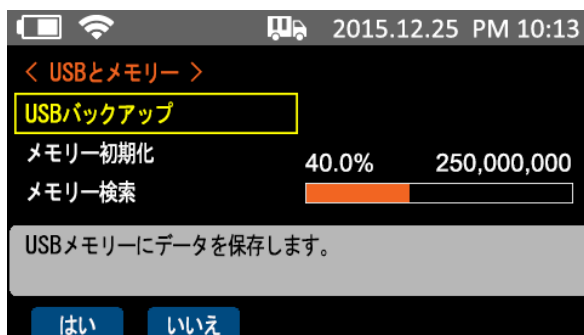 2015.12.25 PM 10:13
< USBとメモリー >
USBバックアップ
メモリー初期化
40.0% 250,000,000
メモリー検索
USBメモリーにデータを保存します。
はい いいえ